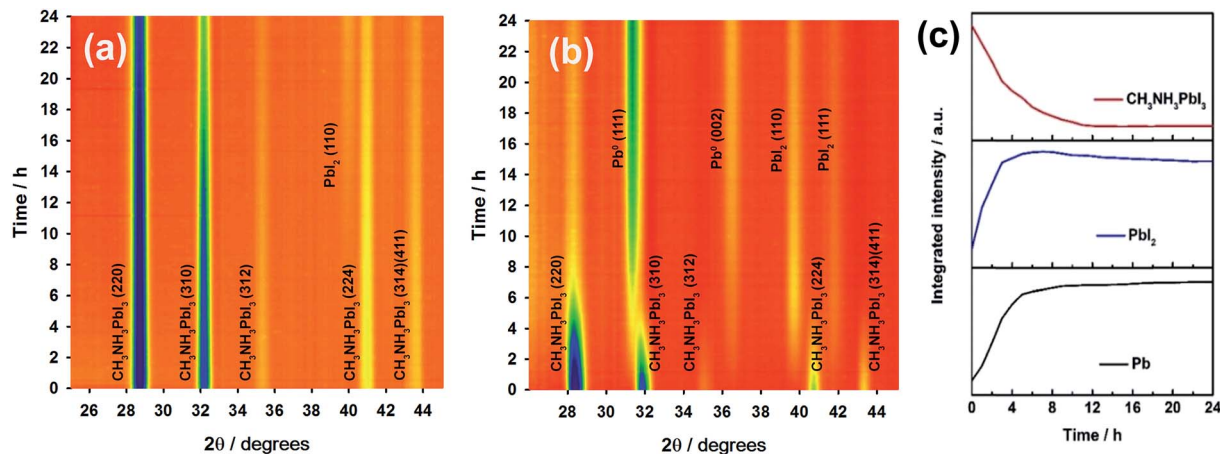 (a)
24
22
20
18
16
14
12
10
8
6
4
2
0
Time / h
CH₃NH₃PbI₃ (220)
CH₃NH₃PbI₃ (310)
CH₃NH₃PbI₃ (312)
PbI₂ (110)
CH₃NH₃PbI₃ (224)
CH₃NH₃PbI₃ (314)(411)
26 28 30 32 34 36 38 40 42 44
2θ / degrees
(b)
24
22
20
18
16
14
12
10
8
6
4
2
0
Time / h
CH₃NH₃PbI₃ (220)
Pb⁰ (111)
CH₃NH₃PbI₃ (310)
CH₃NH₃PbI₃ (312)
Pb⁰ (002)
PbI₂ (110)
PbI₂ (111)
CH₃NH₃PbI₃ (224)
CH₃NH₃PbI₃ (314)(411)
28 30 32 34 36 38 40 42 44
2θ / degrees
(c)
Integrated intensity / a.u.
CH₃NH₃PbI₃
PbI₂
Pb
0 4 8 12 16 20 24
Time / h